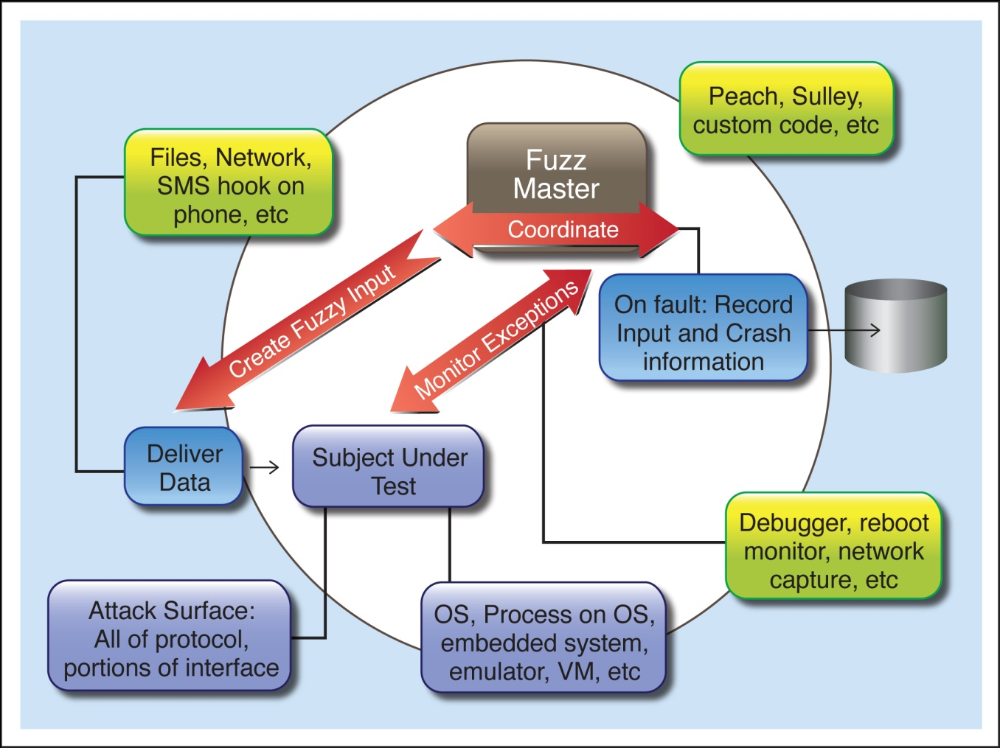 Peach, Sulley,
custom code, etc
Files, Network,
SMS hook on
phone, etc
Fuzz
Master
Coordinate
Create Fuzzy Input
Monitor Exceptions
On fault: Record
Input and Crash
information
Deliver
Data
Subject Under
Test
Debugger, reboot
monitor, network
capture, etc
Attack Surface:
All of protocol,
portions of interface
OS, Process on OS,
embedded system,
emulator, VM, etc